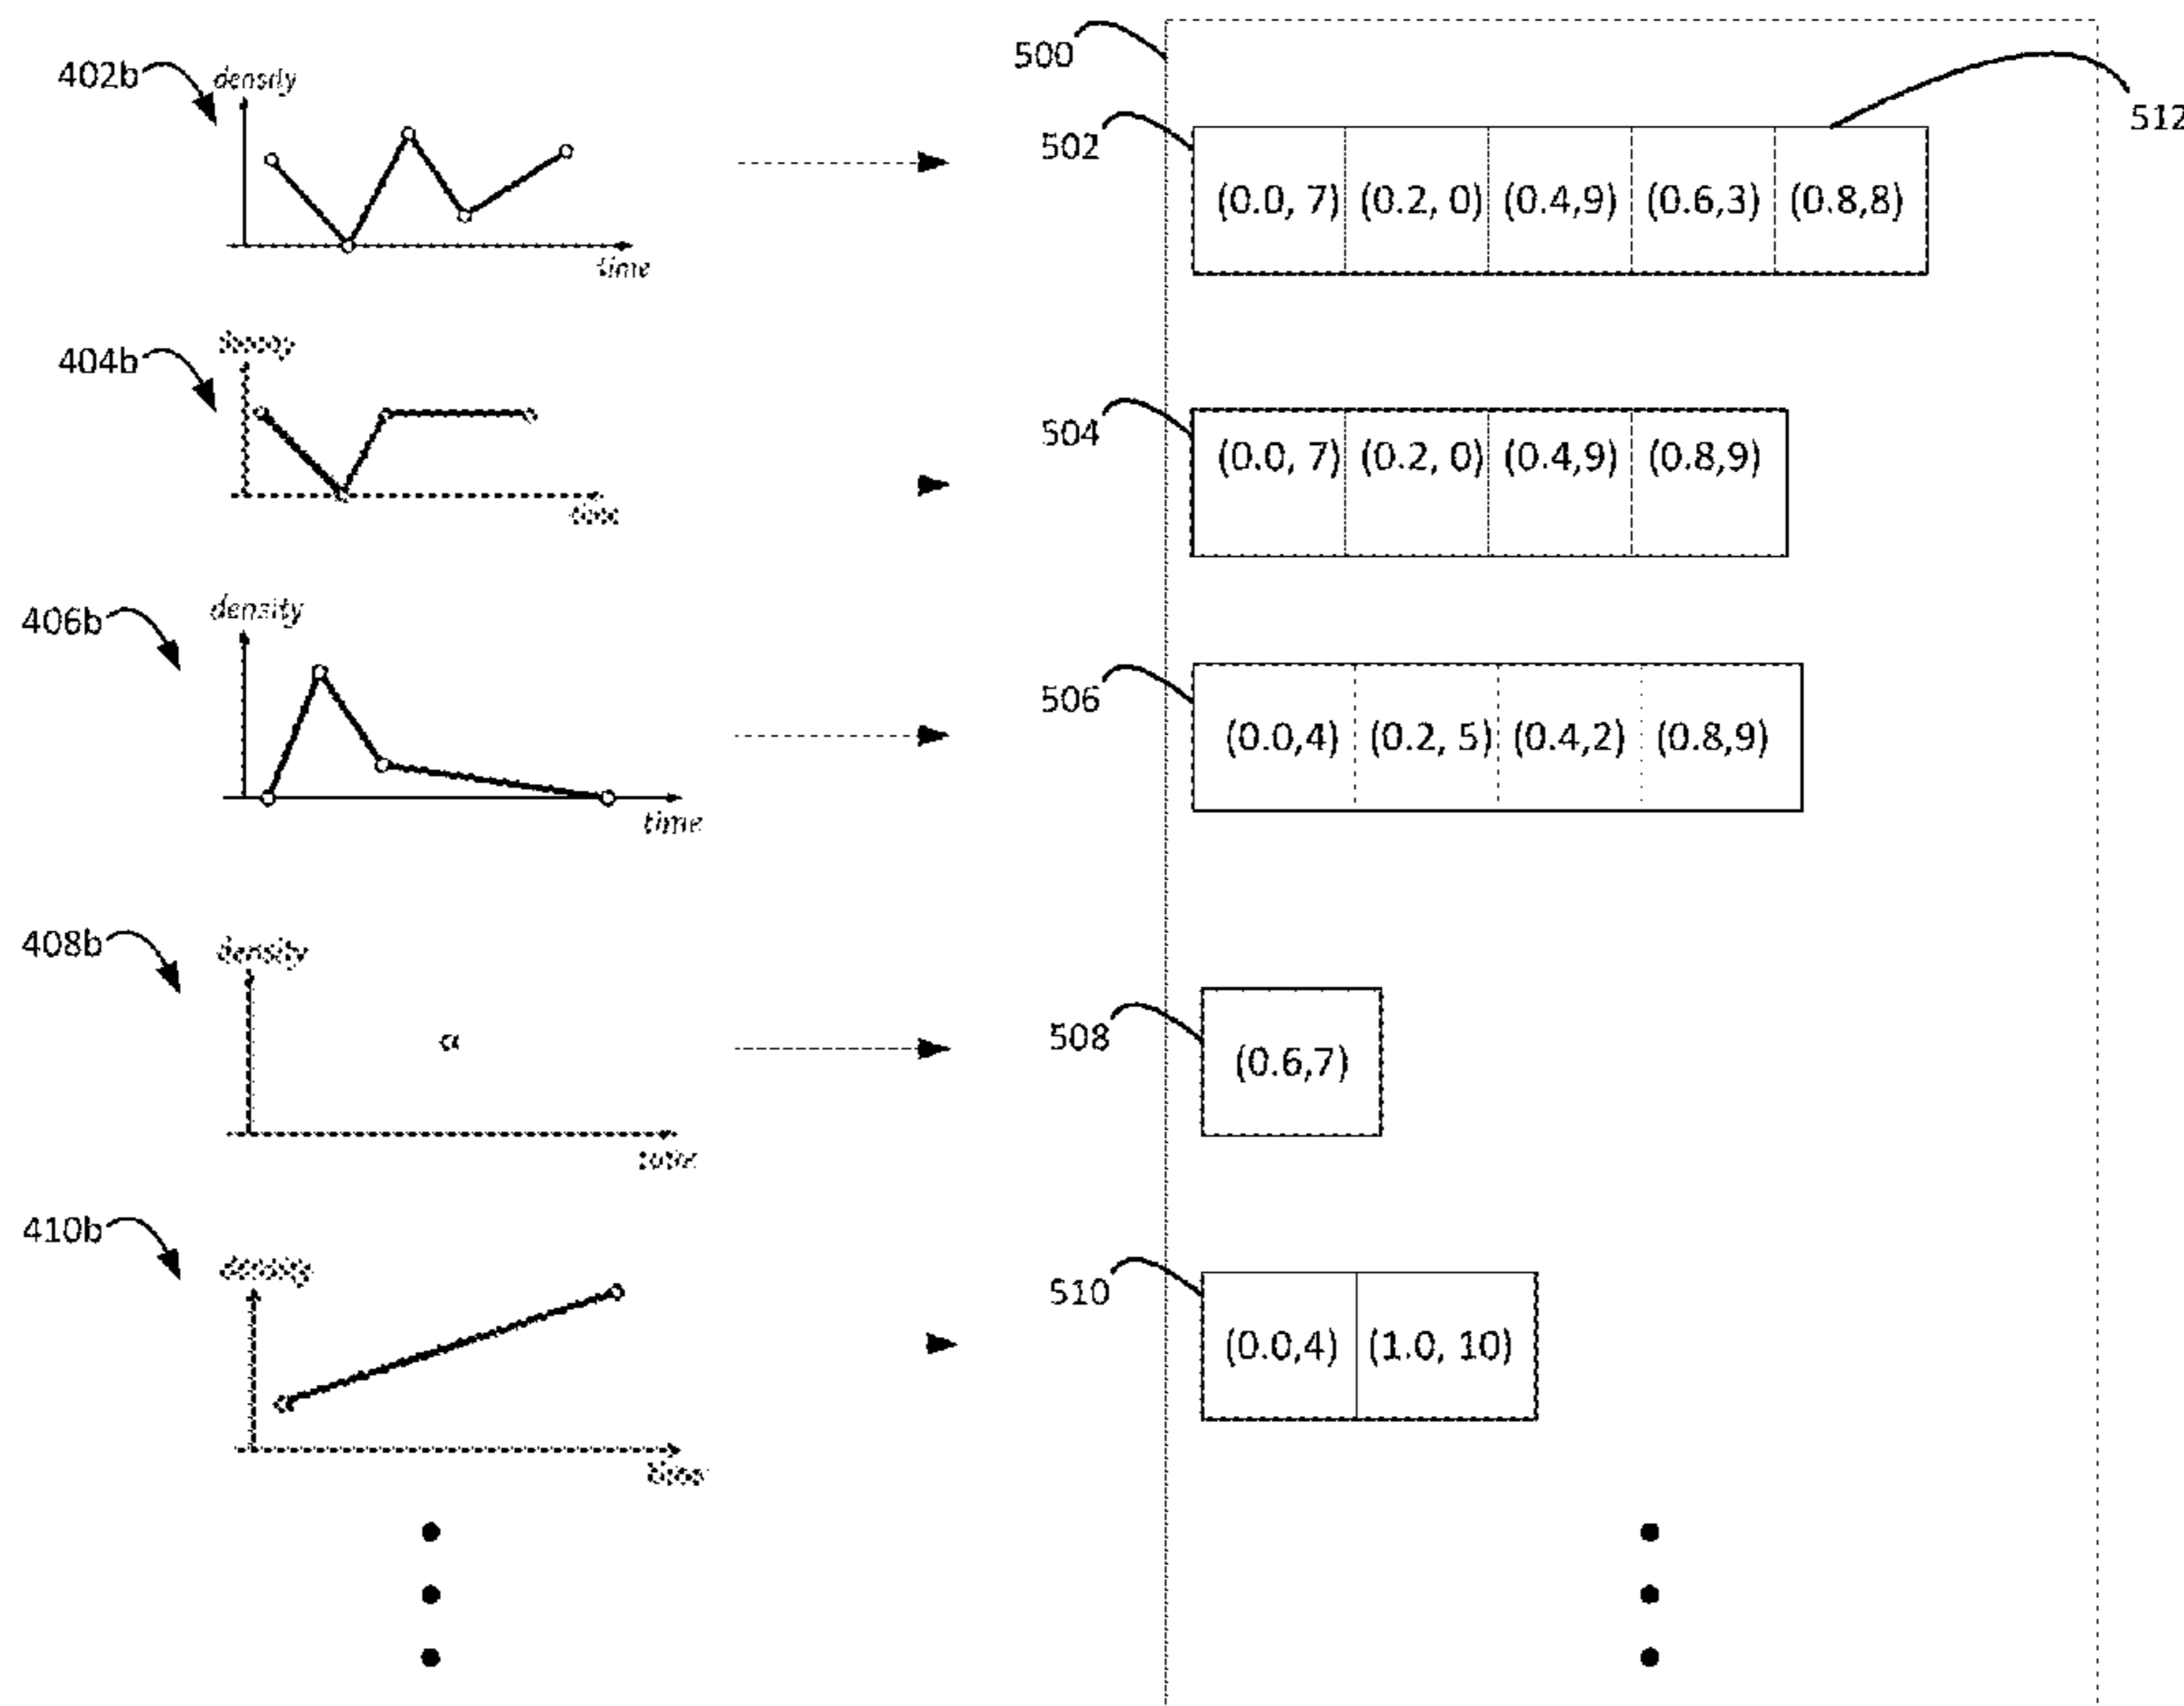 500
402b
density
512
502
(0.0, 7) (0.2, 0) (0.4,9) (0.6,3) (0.8,8)
time
404b
504
(0.0, 7) (0.2, 0) (0.4,9) (0.8,9)
406b
density
506
(0.0,4) (0.2, 5) (0.4,2) (0.8,9)
time
408b
density
508
(0.6,7)
410b
density
510
(0.0,4) (1.0, 10)